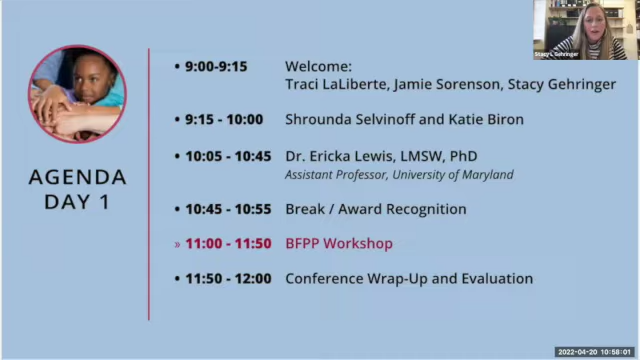 Stacy L Gehringer
• 9:00-9:15 Welcome:
Traci LaLiberte, Jamie Sorenson, Stacy Gehringer
• 9:15 - 10:00 Shrounda Selvinoff and Katie Biron
• 10:05 - 10:45 Dr. Ericka Lewis, LMSW, PhD
Assistant Professor, University of Maryland
AGENDA
DAY 1
• 10:45 - 10:55 Break / Award Recognition
» 11:00 - 11:50 BFPP Workshop
• 11:50 - 12:00 Conference Wrap-Up and Evaluation
2022-04-20 10:58:01